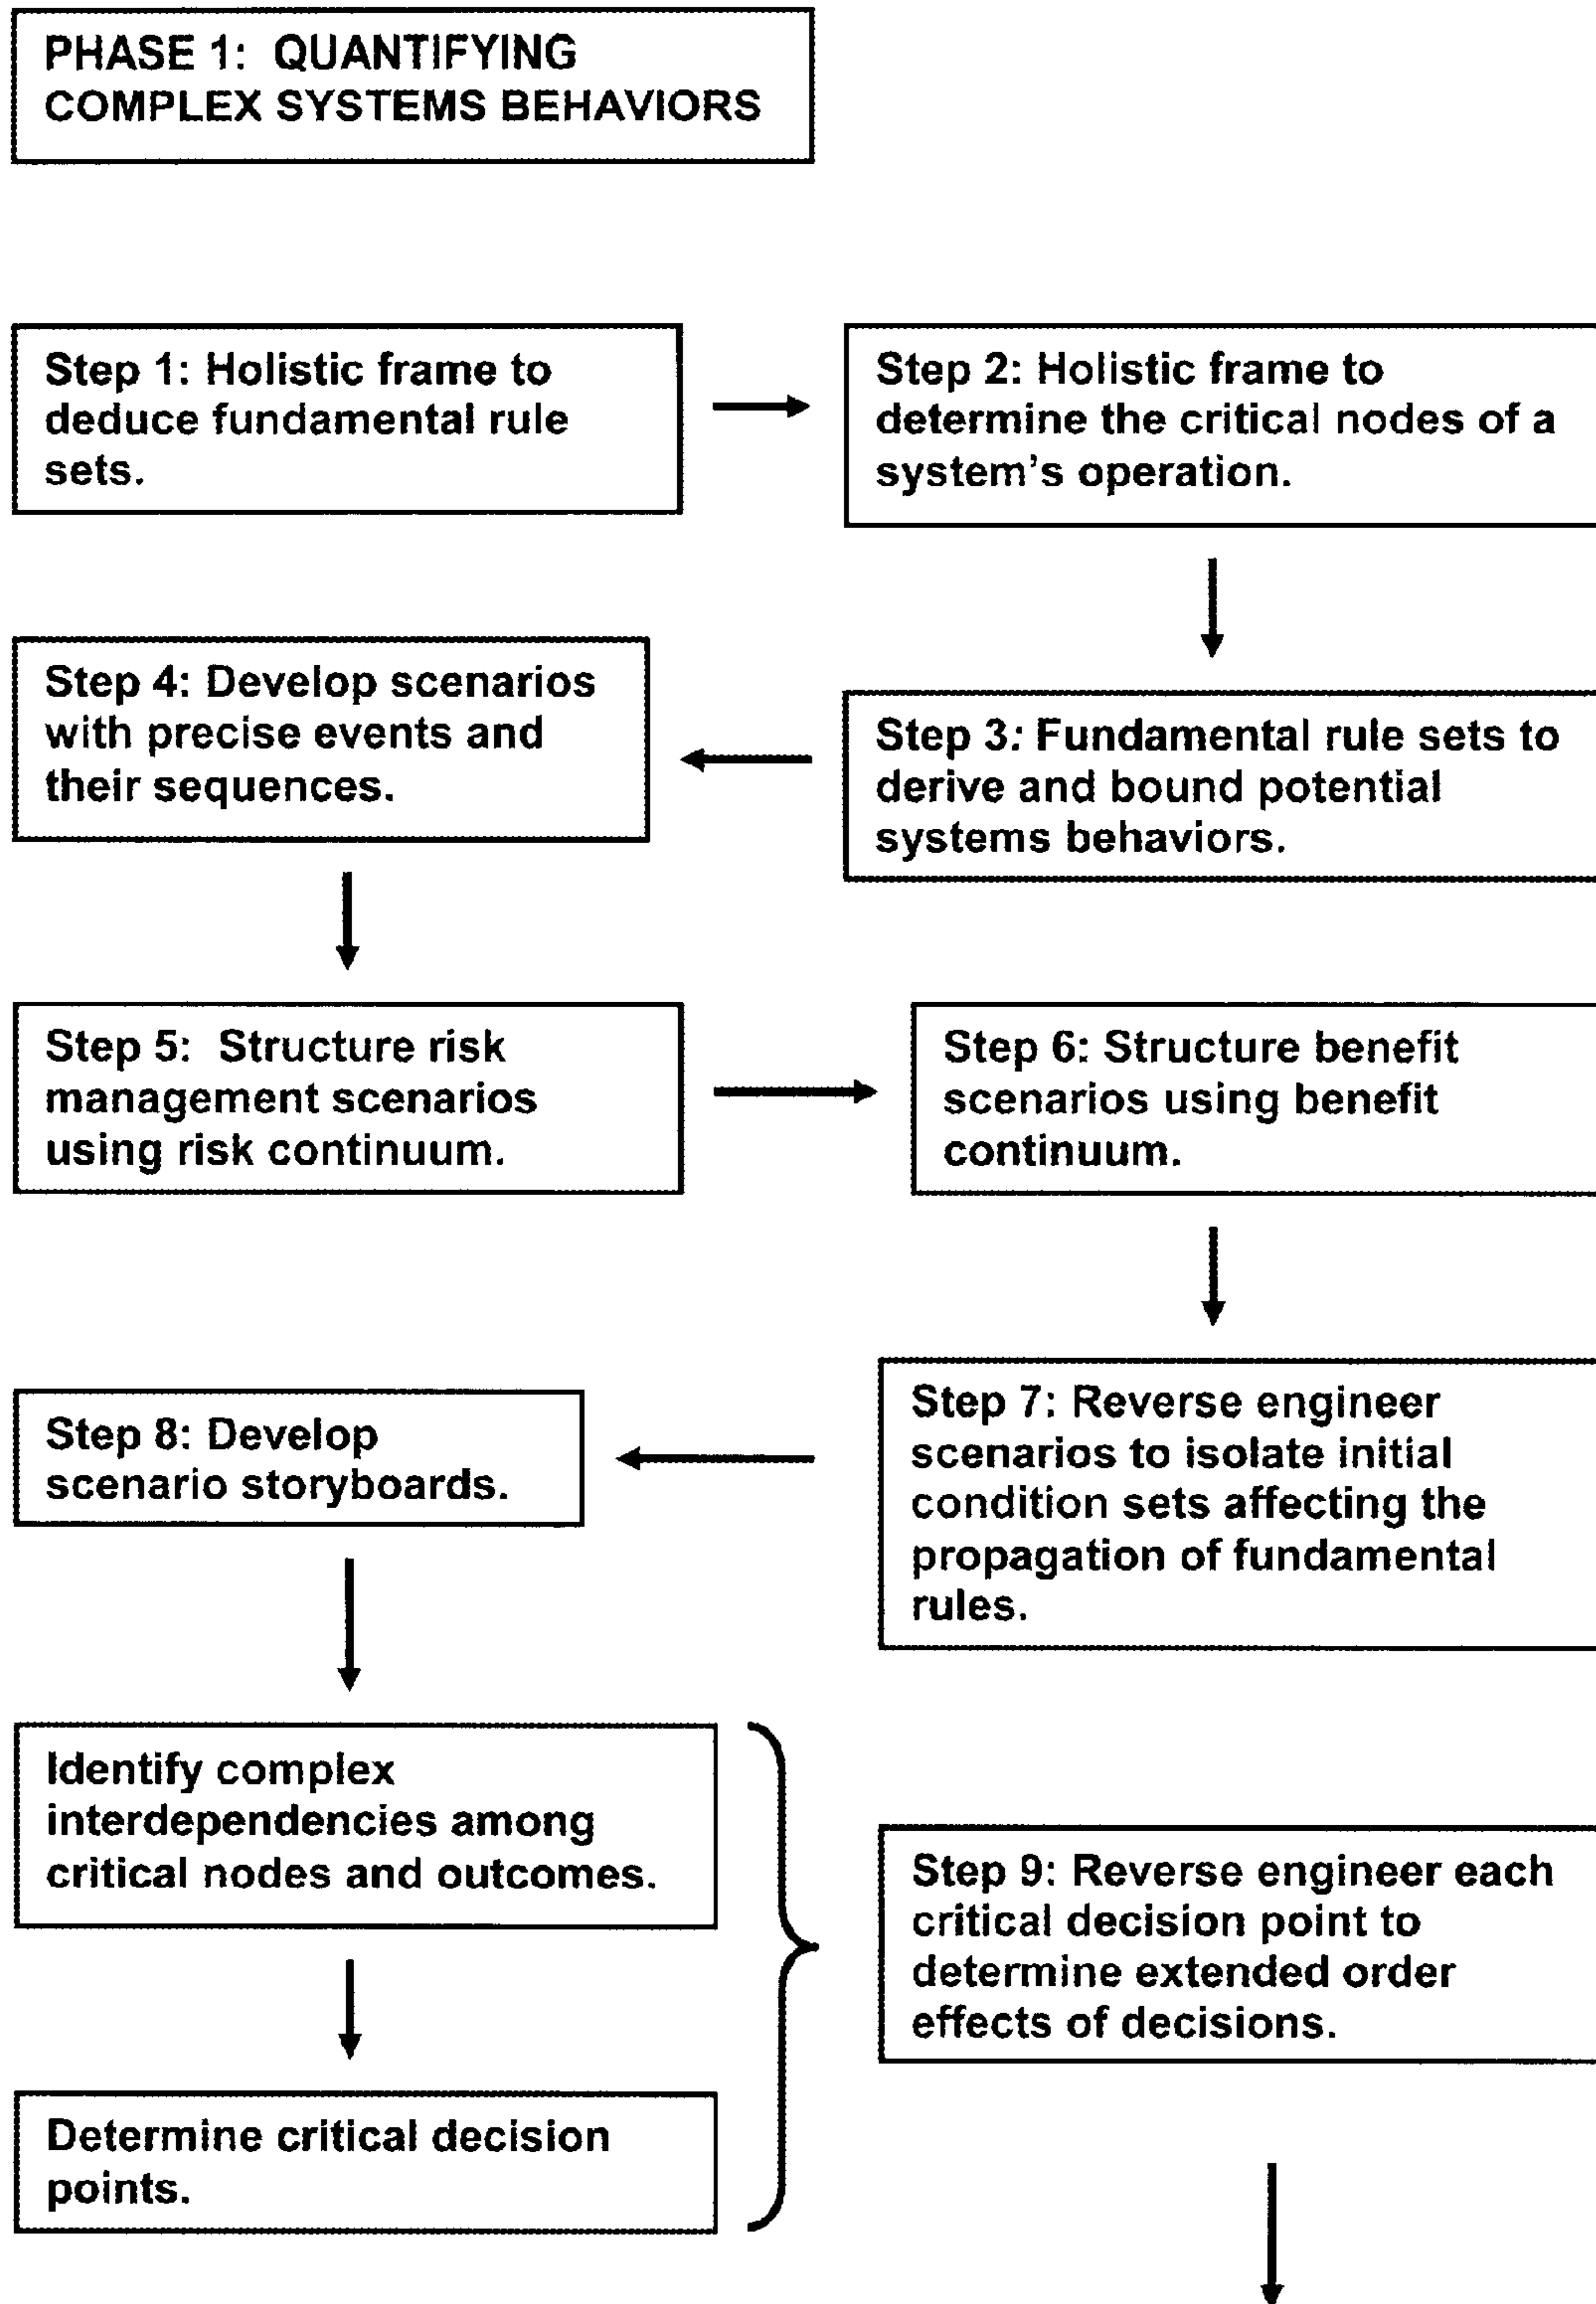 PHASE 1: QUANTIFYING
COMPLEX SYSTEMS BEHAVIORS
Step 1: Holistic frame to
deduce fundamental rule
sets.
Step 2: Holistic frame to
determine the critical nodes of a
system's operation.
Step 3: Fundamental rule sets to
derive and bound potential
systems behaviors.
Step 4: Develop scenarios
with precise events and
their sequences.
Step 5: Structure risk
management scenarios
using risk continuum.
Step 6: Structure benefit
scenarios using benefit
continuum.
Step 7: Reverse engineer
scenarios to isolate initial
condition sets affecting the
propagation of fundamental
rules.
Step 8: Develop
scenario storyboards.
Identify complex
interdependencies among
critical nodes and outcomes.
Determine critical decision
points.
Step 9: Reverse engineer each
critical decision point to
determine extended order
effects of decisions.